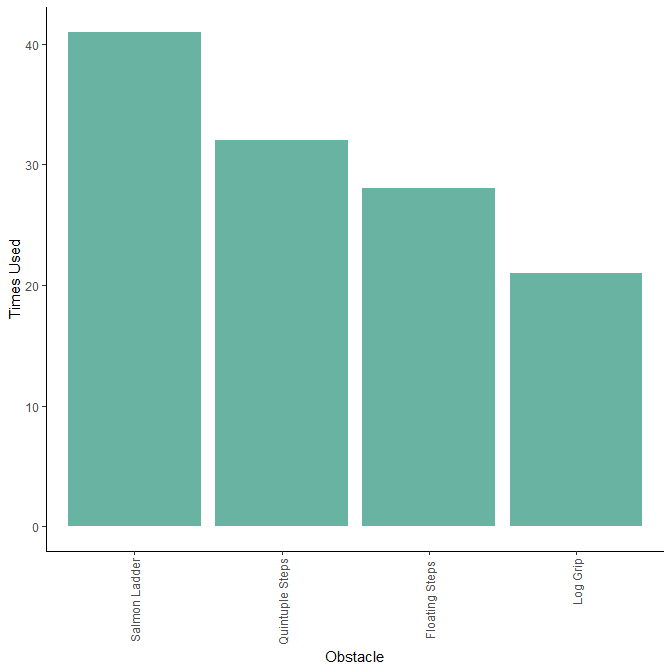 Times Used
40
30
20
10
0
Salmon Ladder
Quintuple Steps
Floating Steps
Log Grip
Obstacle